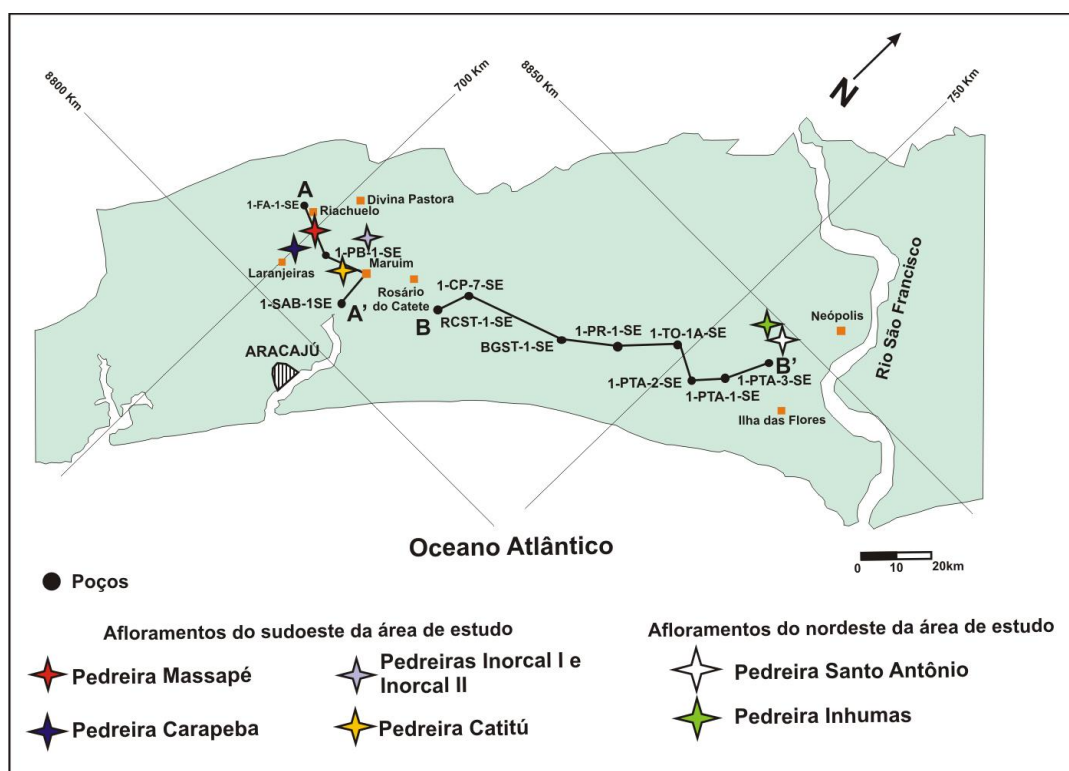 8800 Km
700 Km
8850 Km
750 Km
N
A
1-FA-1-SE
Riachuelo
Divina Pastora
1-PB-1-SE
Laranjeiras
Maruim
1-SAB-1SE
A'
Rosário
do Catete
1-CP-7-SE
B
RCST-1-SE
BGST-1-SE
1-PR-1-SE
1-TO-1A-SE
1-PTA-2-SE
1-PTA-1-SE
1-PTA-3-SE
B'
Neópolis
Ilha das Flores
Rio São Francisco
ARACAJÚ
Oceano Atlântico
0 10 20km
Poços
Afloramentos do sudoeste da área de estudo
Pedreira Massapé
Pedreiras Inorcal I e
Inorcal II
Pedreira Carapeba
Pedreira Catitú
Afloramentos do nordeste da área de estudo
Pedreira Santo Antônio
Pedreira Inhumas